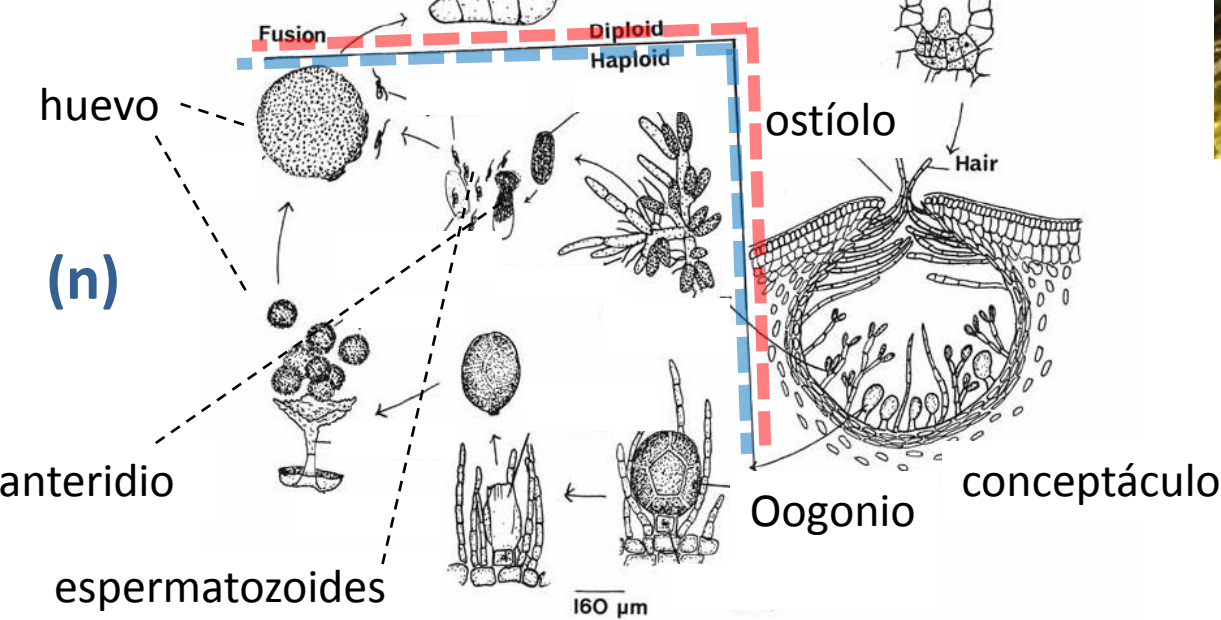 Fusion
Diploid
Haploid
huevo
ostíolo
Hair
(n)
anteridio
conceptáculo
Oogonio
espermatozoides
160 µm